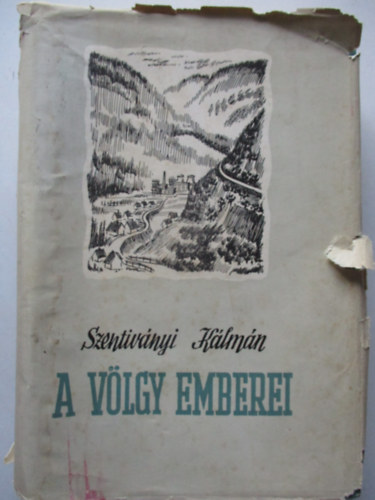 Szentiványi Kálmán
A VÖLGY EMBEREI